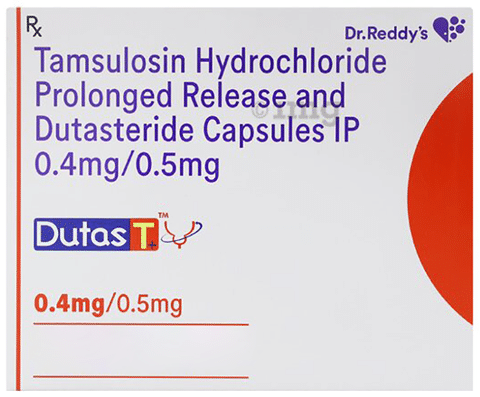 Rx
Dr.Reddy's
Tamsulosin Hydrochloride
Prolonged Release and
Dutasteride Capsules IP
0.4mg/0.5mg
1mg
Dutas T+ ™
0.4mg/0.5mg